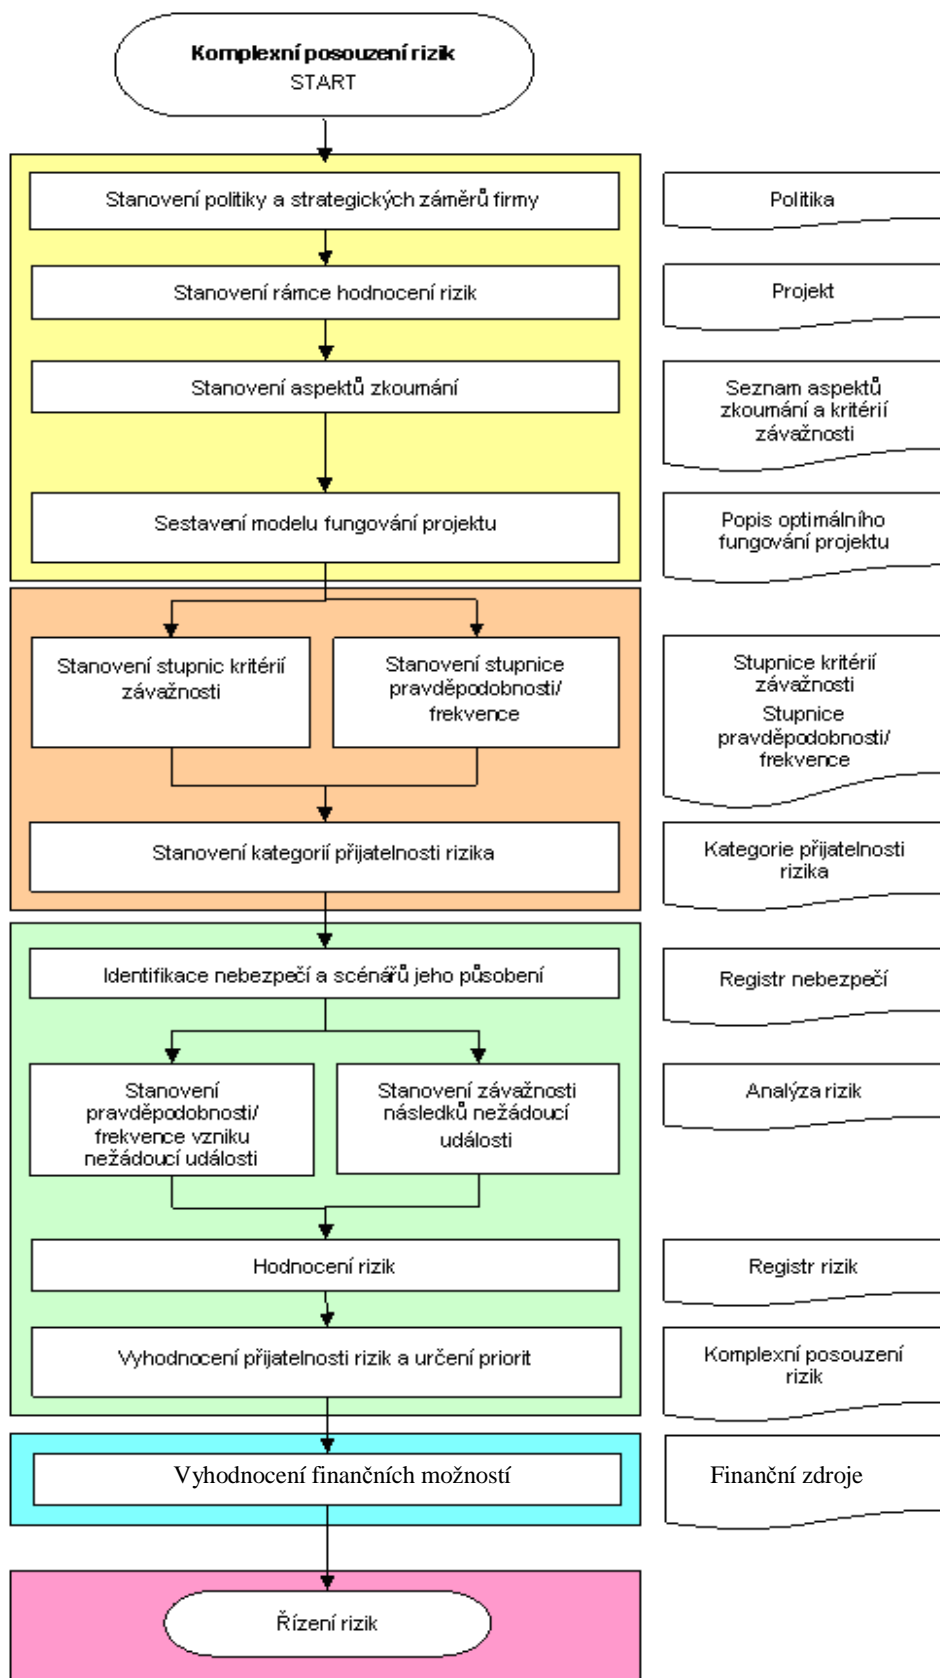 Komplexní posouzení rizik
START
Stanovení politiky a strategických záměrů firmy
Politika
Stanovení rámce hodnocení rizik
Projekt
Stanovení aspektů zkoumání
Seznam aspektů
zkoumání a kritérií
závažnosti
Sestavení modelu fungování projektu
Popis optimálního
fungování projektu
Stanovení stupnic kritérií
závažnosti
Stanovení stupnice
pravděpodobnosti/
frekvence
Stupnice kritérií
závažnosti
Stupnice
pravděpodobnosti/
frekvence
Stanovení kategorií přijatelnosti rizika
Kategorie přijatelnosti
rizika
Identifikace nebezpečí a scénářů jeho působení
Registr nebezpečí
Stanovení
pravděpodobnosti/
frekvence vzniku
nežádoucí události
Stanovení závažnosti
následků nežádoucí
události
Analýza rizik
Hodnocení rizik
Registr rizik
Vyhodnocení přijatelnosti rizik a určení priorit
Komplexní posouzení
rizik
Vyhodnocení finančních možností
Finanční zdroje
Řízení rizik